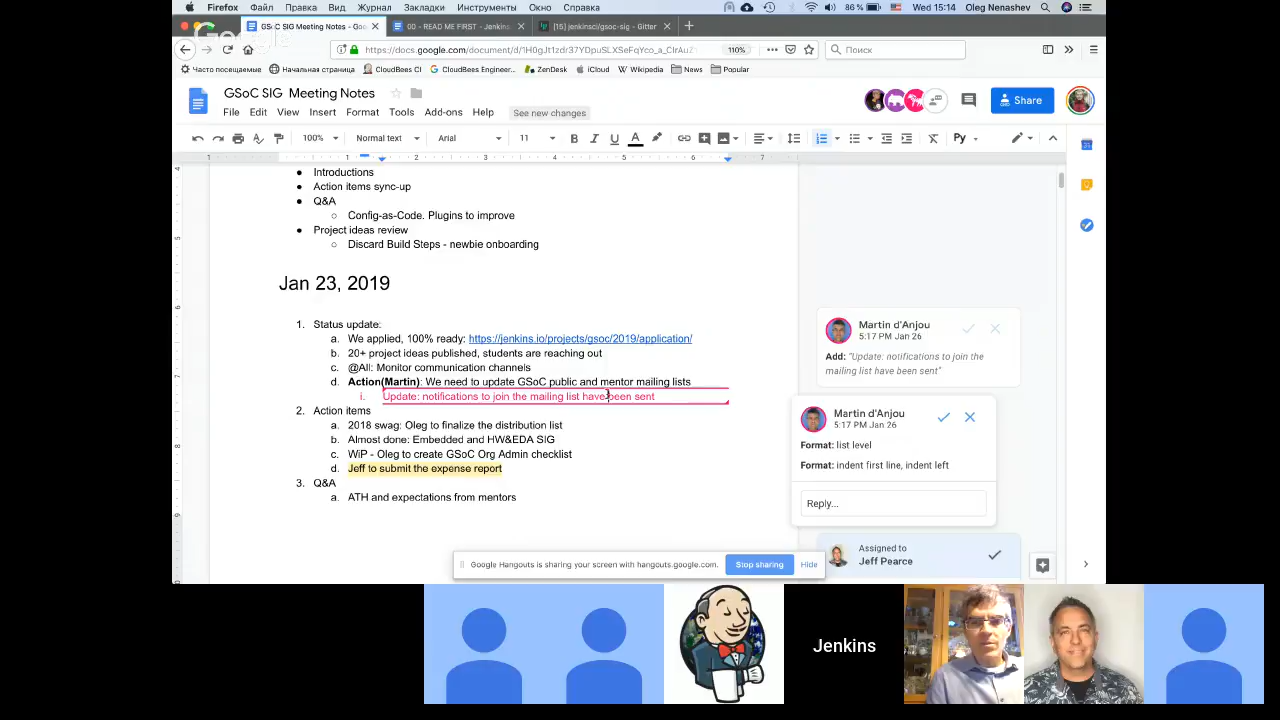 Firefox Файл Правка Вид Журнал Закладки Инструменты Окно Справка 86 % Wed 15:14 Oleg Nenashev
GSoC SIG Meeting Notes - Goo × 00 - READ ME FIRST - Jenkins × [15] jenkinsci/gsoc-sig - Gitter ×
110% Поиск
Часто посещаемые Начальная страница CloudBees CI CloudBees Engineer... ZenDesk iCloud Wikipedia News Popular
GSoC SIG Meeting Notes
File Edit View Insert Format Tools Add-ons Help See new changes Share
100% Normal text Arial 11 B I U A Py
Introductions
Action items sync-up
Q&A
Config-as-Code. Plugins to improve
Project ideas review
Discard Build Steps - newbie onboarding
Jan 23, 2019
1. Status update:
a. We applied, 100% ready: https://jenkins.io/projects/gsoc/2019/application/
b. 20+ project ideas published, students are reaching out
c. @All: Monitor communication channels
d. Action(Martin): We need to update GSoC public and mentor mailing lists
i. Update: notifications to join the mailing list have been sent
2. Action items
a. 2018 swag: Oleg to finalize the distribution list
b. Almost done: Embedded and HW&EDA SIG
c. WiP - Oleg to create GSoC Org Admin checklist
d. Jeff to submit the expense report
3. Q&A
a. ATH and expectations from mentors
Martin d'Anjou
5:17 PM Jan 26
Add: "Update: notifications to join the
mailing list have been sent"
Martin d'Anjou
5:17 PM Jan 26
Format: list level
Format: indent first line, indent left
Reply...
Assigned to
Jeff Pearce
Google Hangouts is sharing your screen with hangouts.google.com. Stop sharing Hide
Jenkins